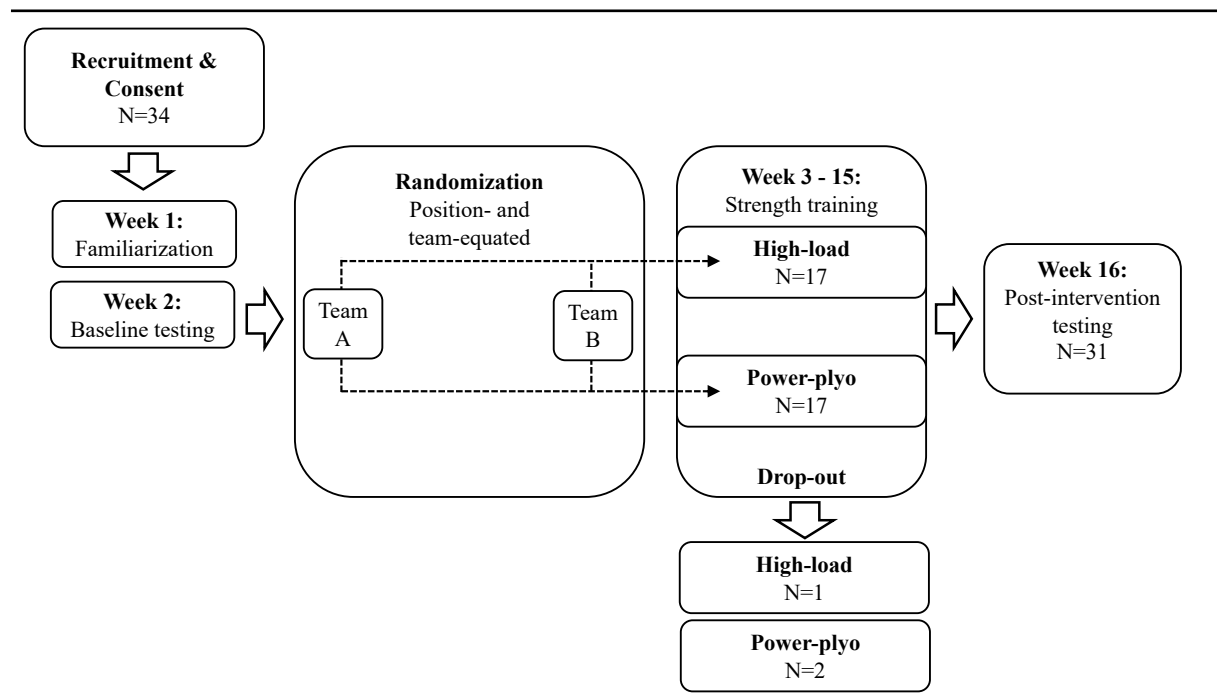 Recruitment &
Consent
N=34
Week 1:
Familiarization
Week 2:
Baseline testing
Randomization
Position- and
team-equated
Team
A
Team
B
Week 3 - 15:
Strength training
High-load
N=17
Power-plyo
N=17
Drop-out
High-load
N=1
Power-plyo
N=2
Week 16:
Post-intervention
testing
N=31